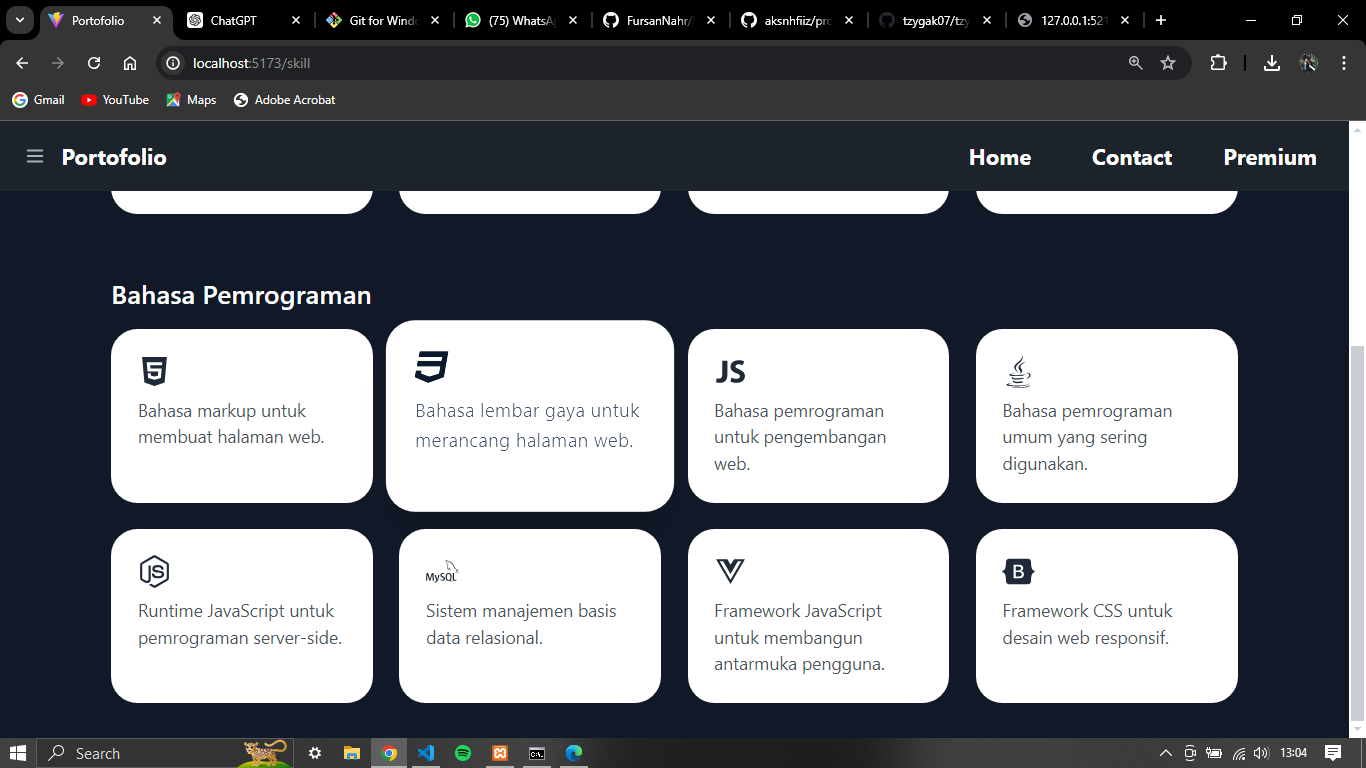 Portofolio
ChatGPT
Git for Wind
(75) WhatsA
FursanNahr/
aksnhfiiz/pro
tzygak07/tzy
127.0.0.1:521
localhost:5173/skill
Gmail
YouTube
Maps
Adobe Acrobat
Portofolio
Home
Contact
Premium
Bahasa Pemrograman
Bahasa markup untuk
membuat halaman web.
Bahasa lembar gaya untuk
merancang halaman web.
JS
Bahasa pemrograman
untuk pengembangan
web.
Bahasa pemrograman
umum yang sering
digunakan.
JS
Runtime JavaScript untuk
pemrograman server-side.
MySQL
Sistem manajemen basis
data relasional.
Framework JavaScript
untuk membangun
antarmuka pengguna.
B
Framework CSS untuk
desain web responsif.
Search
13:04